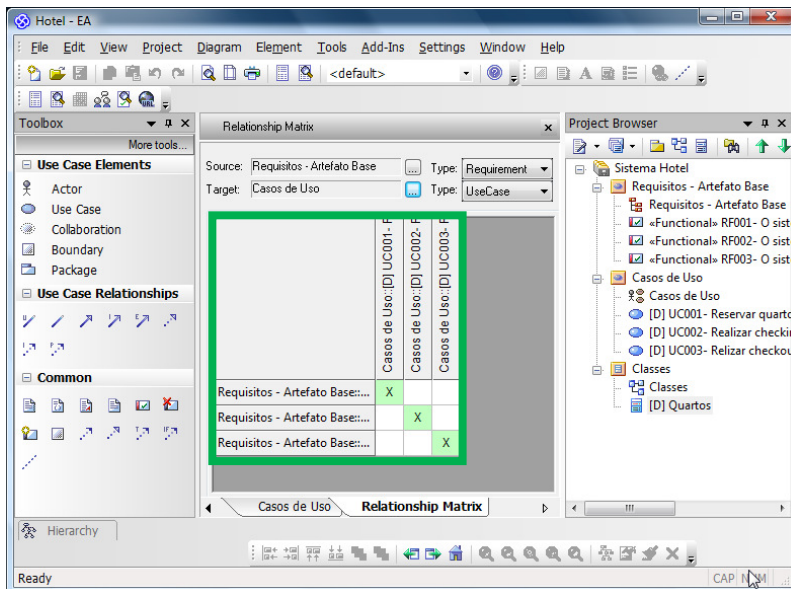 Hotel - EA
File Edit View Project Diagram Element Tools Add-Ins Settings Window Help
<default>
Toolbox
More tools...
Use Case Elements
Actor
Use Case
Collaboration
Boundary
Package
Use Case Relationships
Common
Relationship Matrix
Source: Requisitos - Artefato Base ... Type: Requirement
Target: Casos de Uso ... Type: UseCase
Casos de Uso::[D] UC001-
Casos de Uso::[D] UC002-
Casos de Uso::[D] UC003-
Requisitos - Artefato Base::... X
Requisitos - Artefato Base::... X
Requisitos - Artefato Base::... X
Casos de Uso Relationship Matrix
Project Browser
Sistema Hotel
Requisitos - Artefato Base
Requisitos - Artefato Base
«Functional» RF001- O sist
«Functional» RF002- O sist
«Functional» RF003- O sist
Casos de Uso
Casos de Uso
[D] UC001- Reservar quarto
[D] UC002- Realizar checkin
[D] UC003- Relizar checkou
Classes
Classes
[D] Quartos
Hierarchy
Ready
CAP NUM